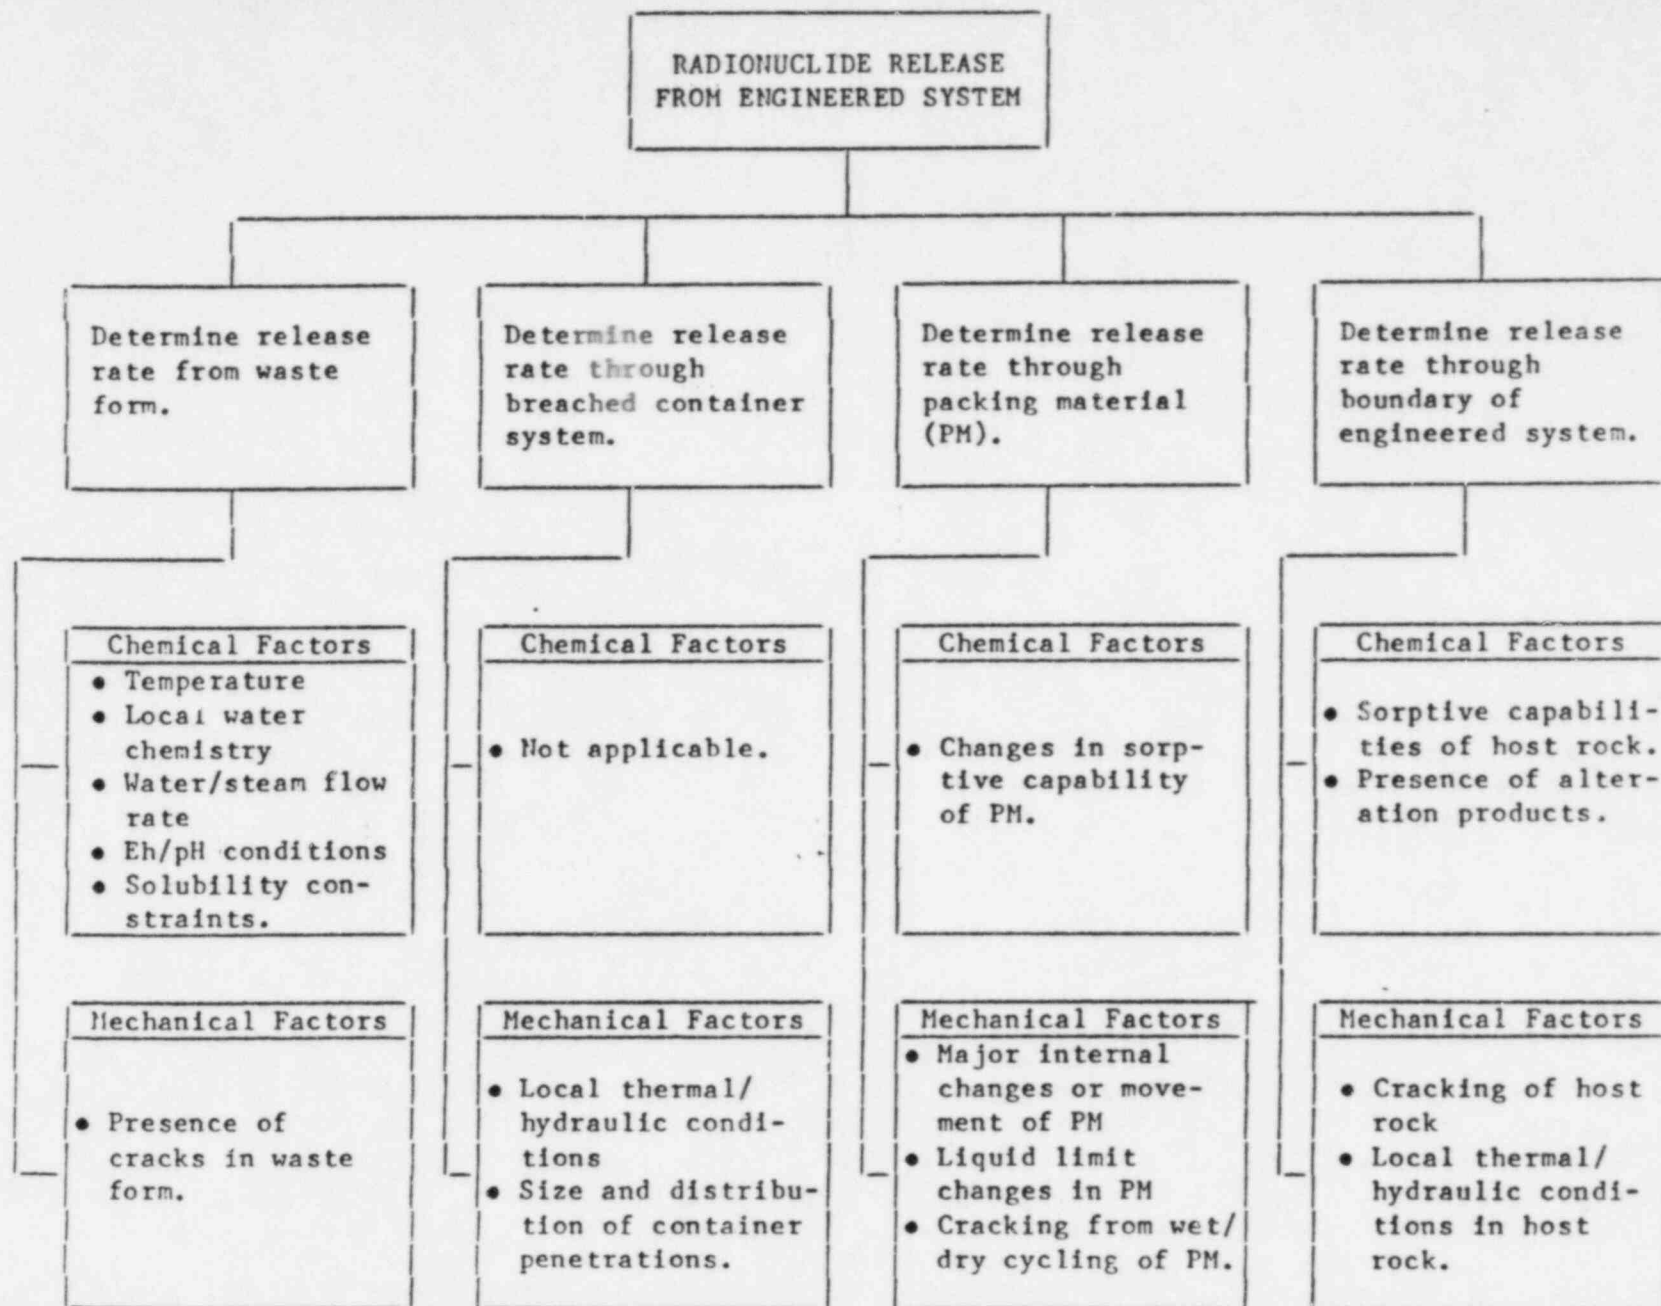 RADIONUCLIDE RELEASE
FROM ENGINEERED SYSTEM
Determine release
rate from waste
form.
Determine release
rate through
breached container
system.
Determine release
rate through
packing material
(PM).
Determine release
rate through
boundary of
engineered system.
Chemical Factors
• Temperature
• Local water
chemistry
• Water/steam flow
rate
• Eh/pH conditions
• Solubility con-
straints.
Chemical Factors
• Not applicable.
Chemical Factors
• Changes in sorp-
tive capability
of PM.
Chemical Factors
• Sorptive capabili-
ties of host rock.
• Presence of alter-
ation products.
Mechanical Factors
• Presence of
cracks in waste
form.
Mechanical Factors
• Local thermal/
hydraulic condi-
tions
• Size and distribu-
tion of container
penetrations.
Mechanical Factors
• Major internal
changes or move-
ment of PM
• Liquid limit
changes in PM
• Cracking from wet/
dry cycling of PM.
Mechanical Factors
• Cracking of host
rock
• Local thermal/
hydraulic condi-
tions in host
rock.